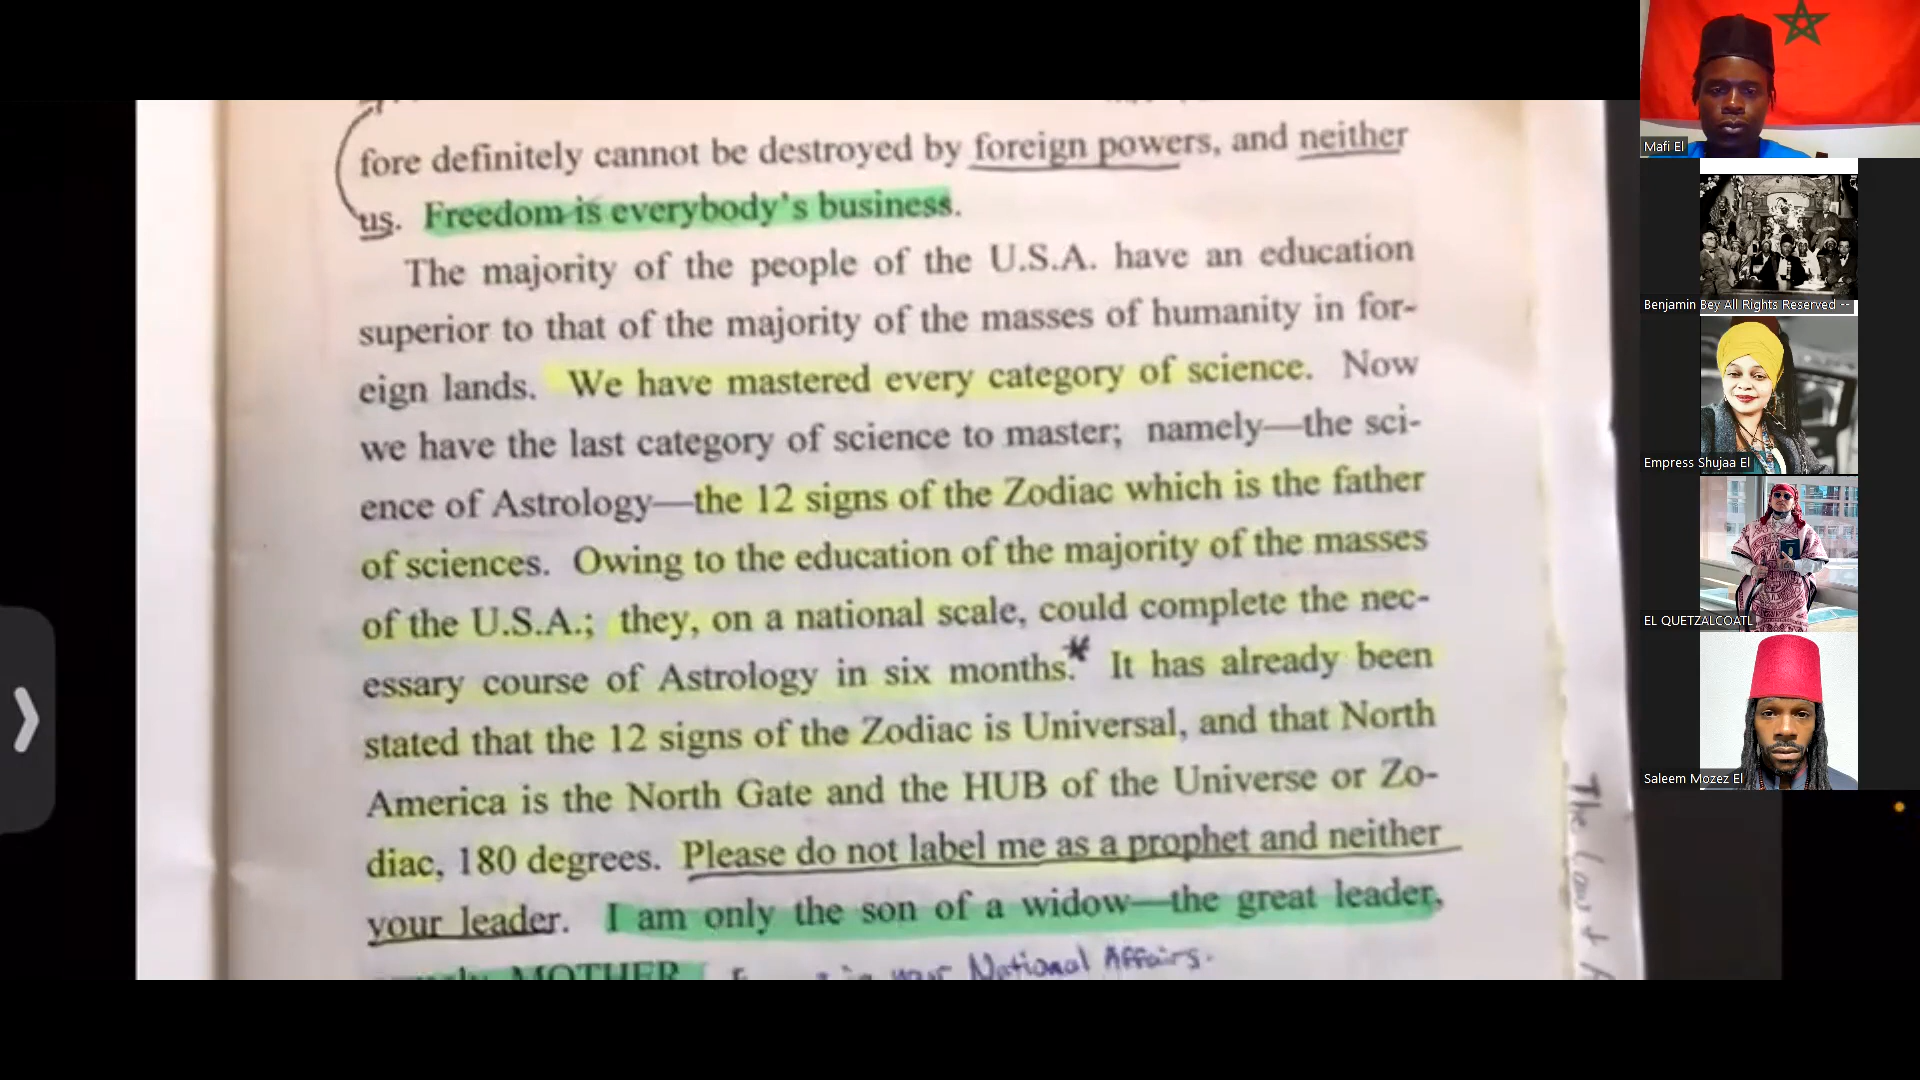 fore definitely cannot be destroyed by foreign powers, and neither
us. Freedom is everybody's business.
The majority of the people of the U.S.A. have an education
superior to that of the majority of the masses of humanity in for-
eign lands. We have mastered every category of science. Now
we have the last category of science to master; namely—the sci-
ence of Astrology—the 12 signs of the Zodiac which is the father
of sciences. Owing to the education of the majority of the masses
of the U.S.A.; they, on a national scale, could complete the nec-
essary course of Astrology in six months.* It has already been
stated that the 12 signs of the Zodiac is Universal, and that North
America is the North Gate and the HUB of the Universe or Zo-
diac, 180 degrees. Please do not label me as a prophet and neither
your leader. I am only the son of a widow—the great leader,
MOTHER
your National Affairs.
The
Mafi El
Benjamin Bey All Rights Reserved --
Empress Shujaa El
EL QUETZALCOATL
Saleem Mozez El